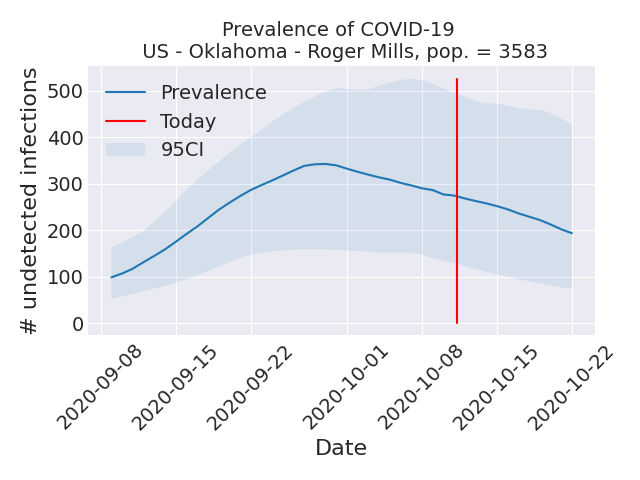 Prevalence of COVID-19
US - Oklahoma - Roger Mills, pop. = 3583
# undetected infections
500
400
300
200
100
0
Prevalence
Today
95CI
2020-09-08
2020-09-15
2020-09-22
2020-10-01
2020-10-08
2020-10-15
2020-10-22
Date